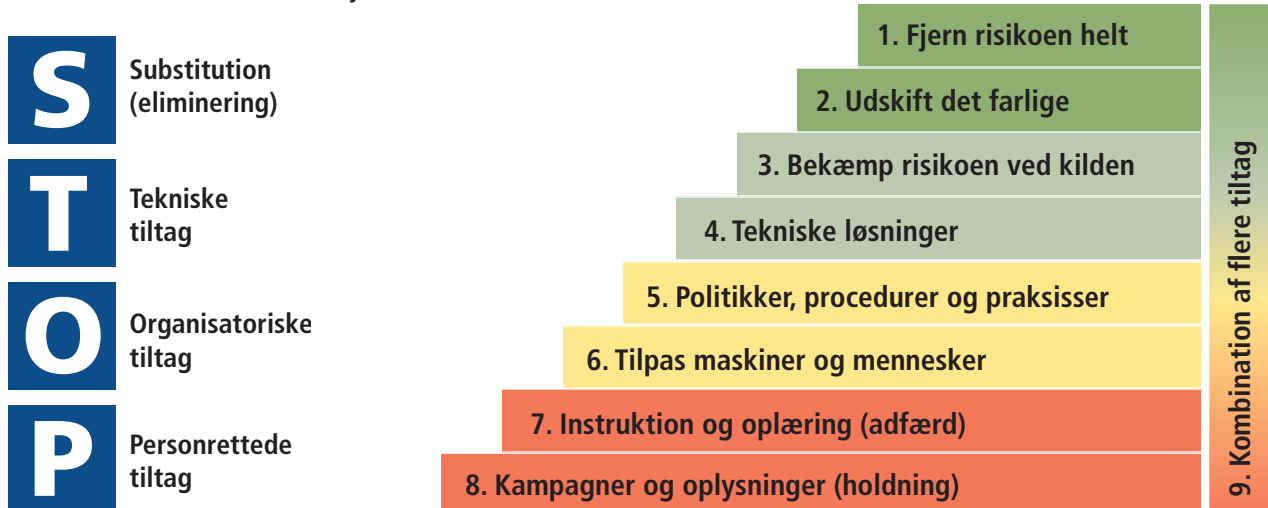 S
Substitution
(eliminering)
T
Tekniske
tiltag
O
Organisatoriske
tiltag
P
Personrettede
tiltag
1. Fjern risikoen helt
2. Udskift det farlige
3. Bekæmp risikoen ved kilden
4. Tekniske løsninger
5. Politikker, procedurer og praksisser
6. Tilpas maskiner og mennesker
7. Instruktion og oplæring (adfærd)
8. Kampagner og oplysninger (holdning)
9. Kombination af flere tiltag